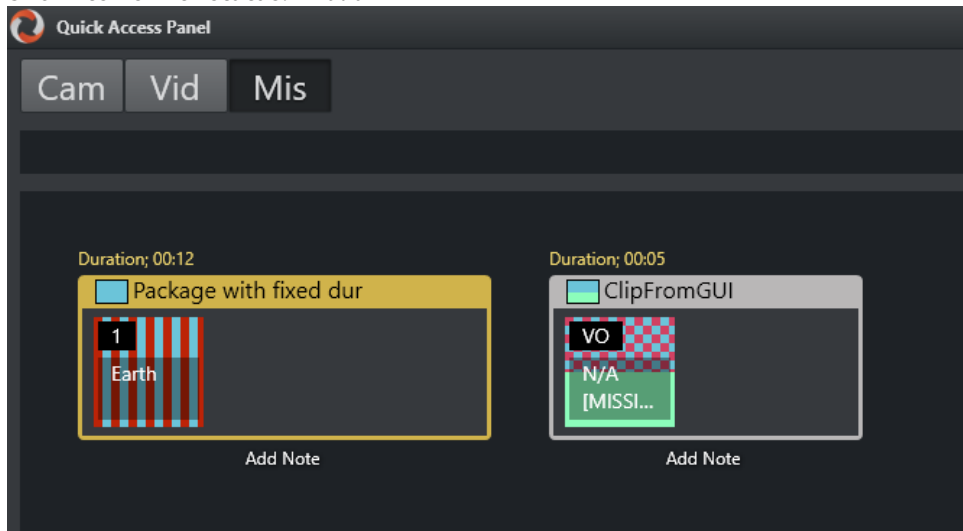 Quick Access Panel
Cam Vid Mis
Duration; 00:12
Package with fixed dur
1
Earth
Add Note
Duration; 00:05
ClipFromGUI
VO
N/A
[MISSI...
Add Note